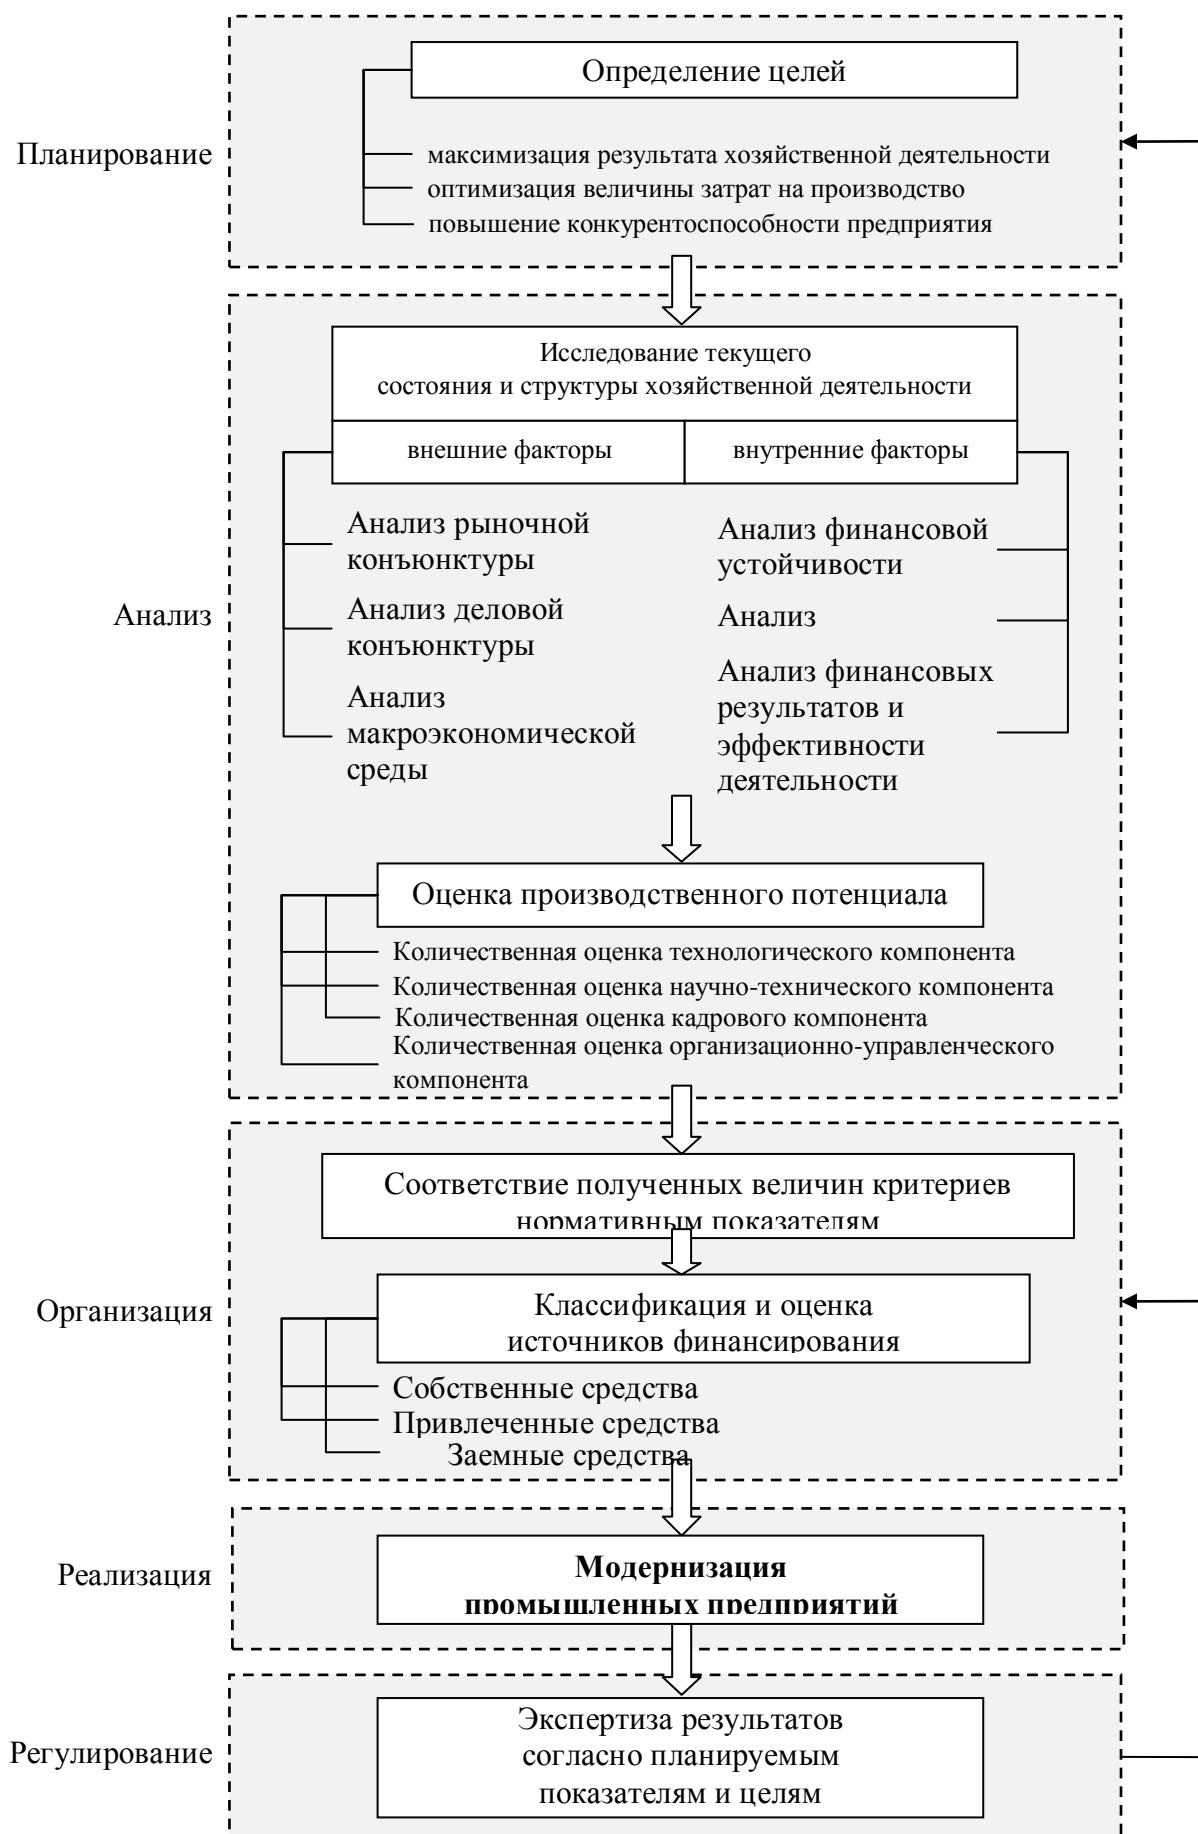 Определение целей
Планирование
максимизация результата хозяйственной деятельности
оптимизация величины затрат на производство
повышение конкурентоспособности предприятия
Исследование текущего
состояния и структуры хозяйственной деятельности
внешние факторы
внутренние факторы
Анализ
Анализ рыночной
конъюнктуры
Анализ деловой
конъюнктуры
Анализ
макроэкономической
среды
Анализ финансовой
устойчивости
Анализ
Анализ финансовых
результатов и
эффективности
деятельности
Оценка производственного потенциала
Количественная оценка технологического компонента
Количественная оценка научно-технического компонента
Количественная оценка кадрового компонента
Количественная оценка организационно-управленческого
компонента
Соответствие полученных величин критериев
нормативным показателям
Организация
Классификация и оценка
источников финансирования
Собственные средства
Привлеченные средства
Заемные средства
Реализация
Модернизация
промышленных предприятий
Регулирование
Экспертиза результатов
согласно планируемым
показателям и целям